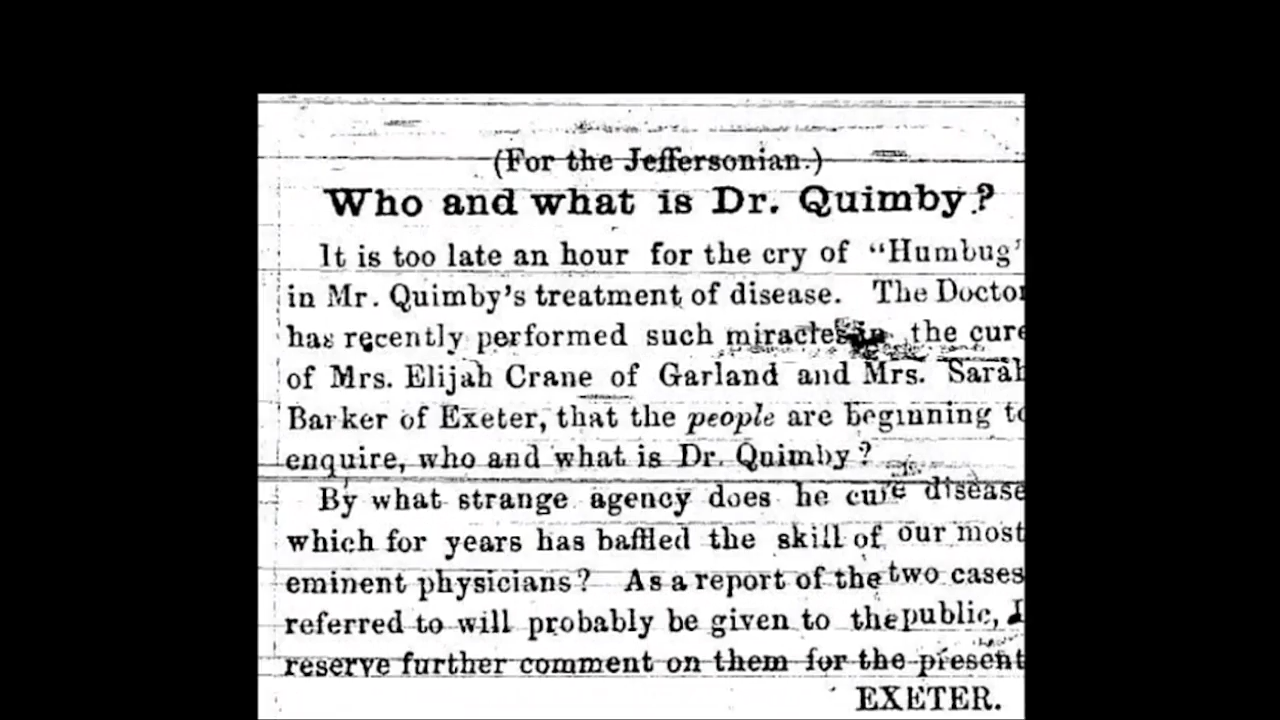 (For the Jeffersonian.)
Who and what is Dr. Quimby?
It is too late an hour for the cry of "Humbug"
in Mr. Quimby's treatment of disease. The Doctor
has recently performed such miracles in the cure
of Mrs. Elijah Crane of Garland and Mrs. Sarah
Barker of Exeter, that the people are beginning to
enquire, who and what is Dr. Quimby?
By what strange agency does he cure disease
which for years has baffled the skill of our most
eminent physicians? As a report of the two cases
referred to will probably be given to the public, I
reserve further comment on them for the present
EXETER.